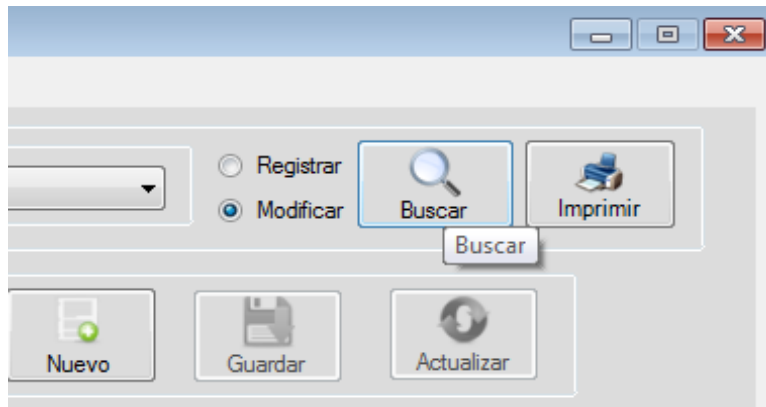 Registrar
Modificar
Buscar
Imprimir
Buscar
Nuevo
Guardar
Actualizar